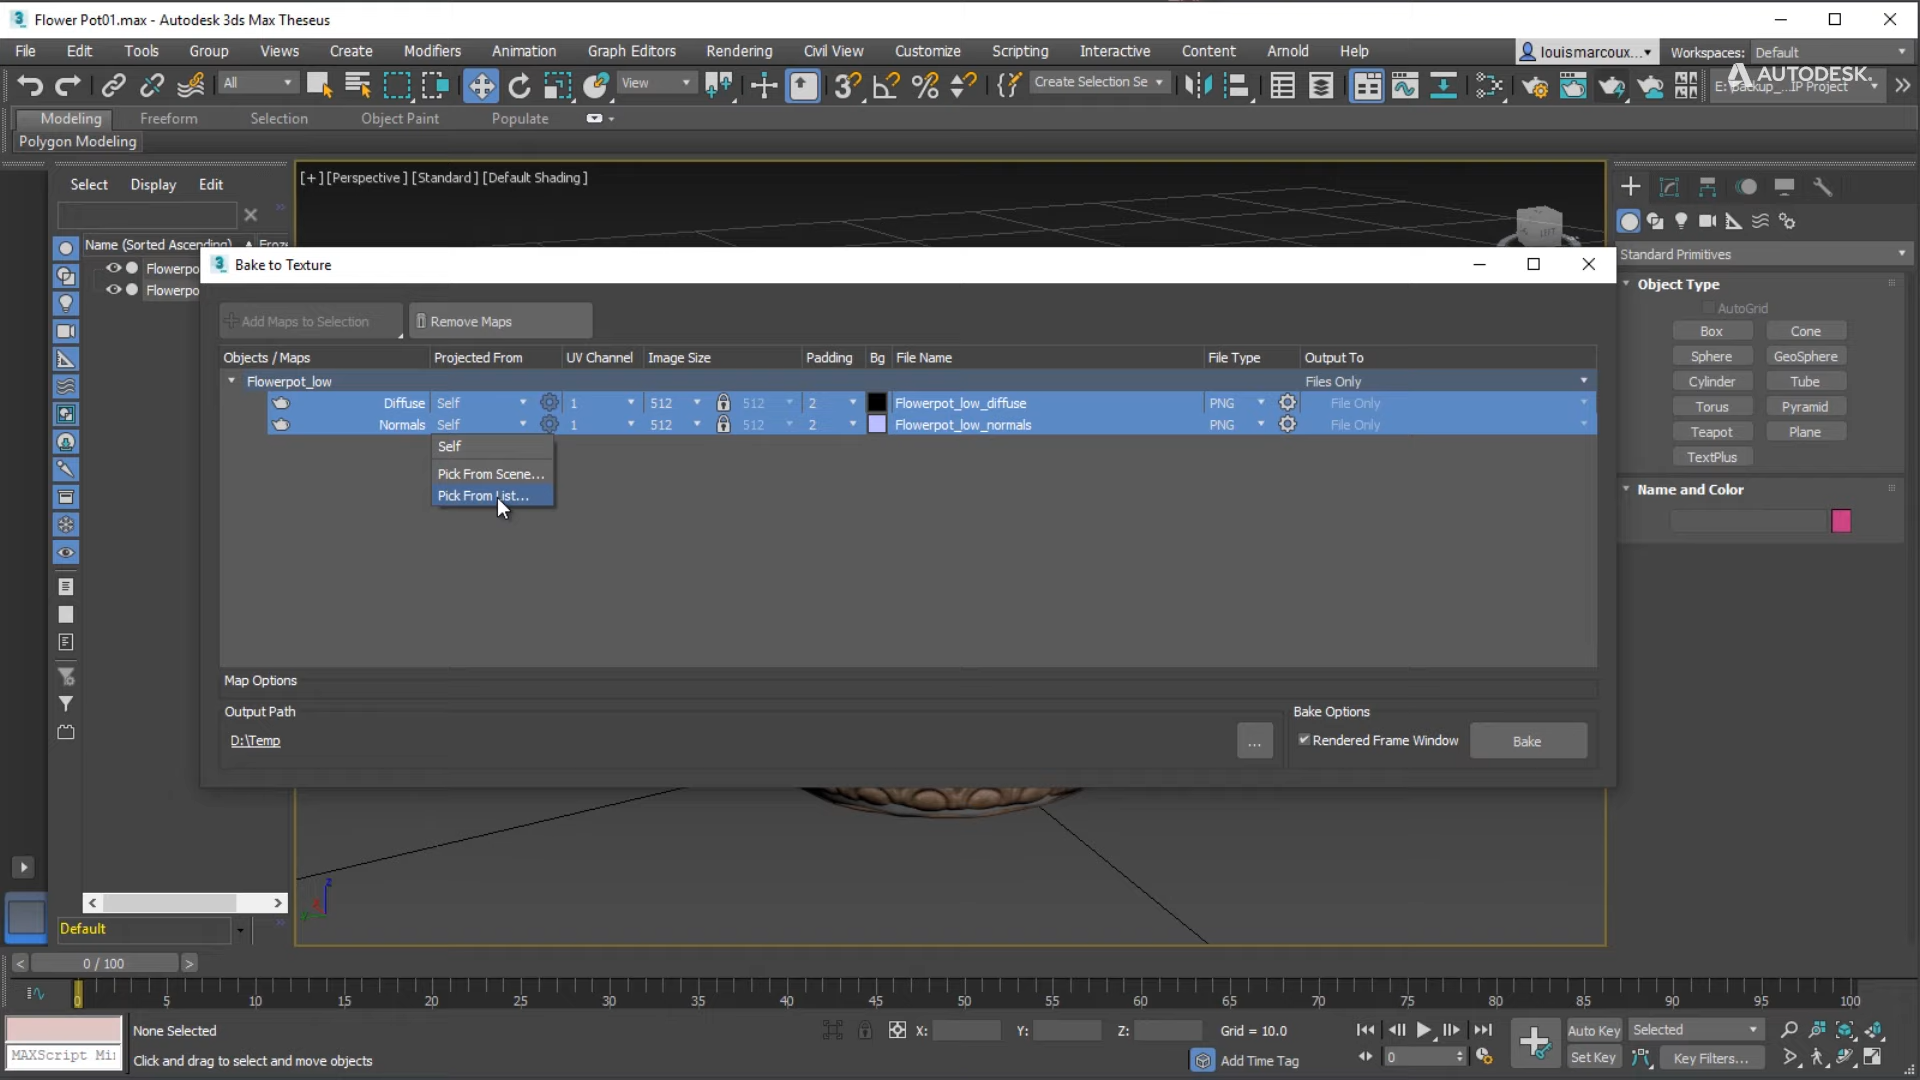 Flower Pot01.max - Autodesk 3ds Max Theseus
File Edit Tools Group Views Create Modifiers Animation Graph Editors Rendering Civil View Customize Scripting Interactive Content Arnold Help louismarcoux... Workspaces: Default
All View Create Selection Se AUTODESK.
Modeling Freeform Selection Object Paint Populate
Polygon Modeling
Select Display Edit
[+] [Perspective] [Standard] [Default Shading]
Name (Sorted Ascending)
Flowerpo
Flowerpo
Standard Primitives
Object Type
AutoGrid
Box Cone
Sphere GeoSphere
Cylinder Tube
Torus Pyramid
Teapot Plane
TextPlus
Name and Color
Bake to Texture
Add Maps to Selection Remove Maps
Objects / Maps Projected From UV Channel Image Size Padding Bg File Name File Type Output To
Flowerpot_low Files Only
Diffuse Self 1 512 512 2 Flowerpot_low_diffuse PNG File Only
Normals Self 1 512 512 2 Flowerpot_low_normals PNG File Only
Self
Pick From Scene...
Pick From List...
Map Options
Output Path Bake Options
D:\Temp ... Rendered Frame Window Bake
Default
0 / 100
0 5 10 15 20 25 30 35 40 45 50 55 60 65 70 75 80 85 90 95 100
None Selected X: Y: Z: Grid = 10.0 Auto Key Selected
MAXScript Mi Click and drag to select and move objects Add Time Tag 0 Set Key Key Filters...